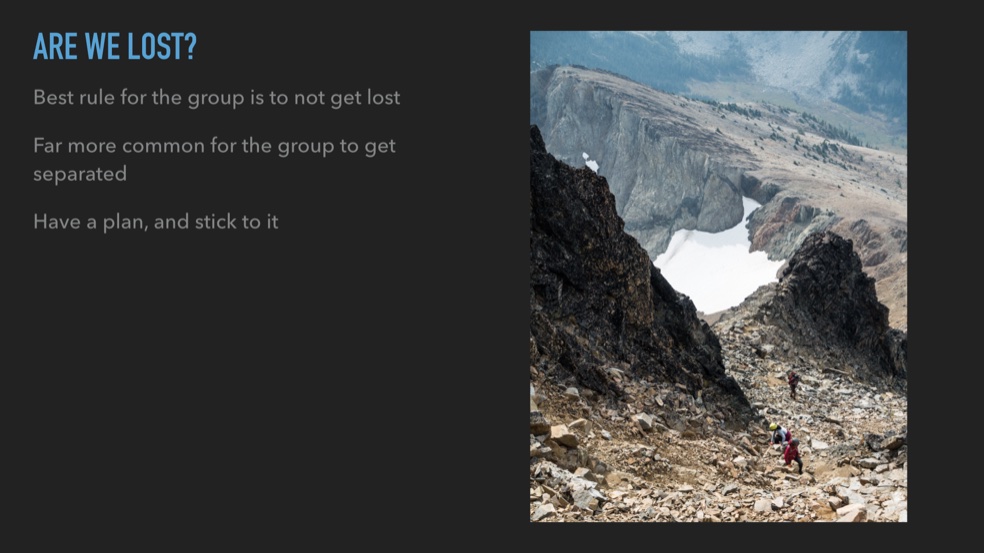 ARE WE LOST?
Best rule for the group is to not get lost
Far more common for the group to get
separated
Have a plan, and stick to it